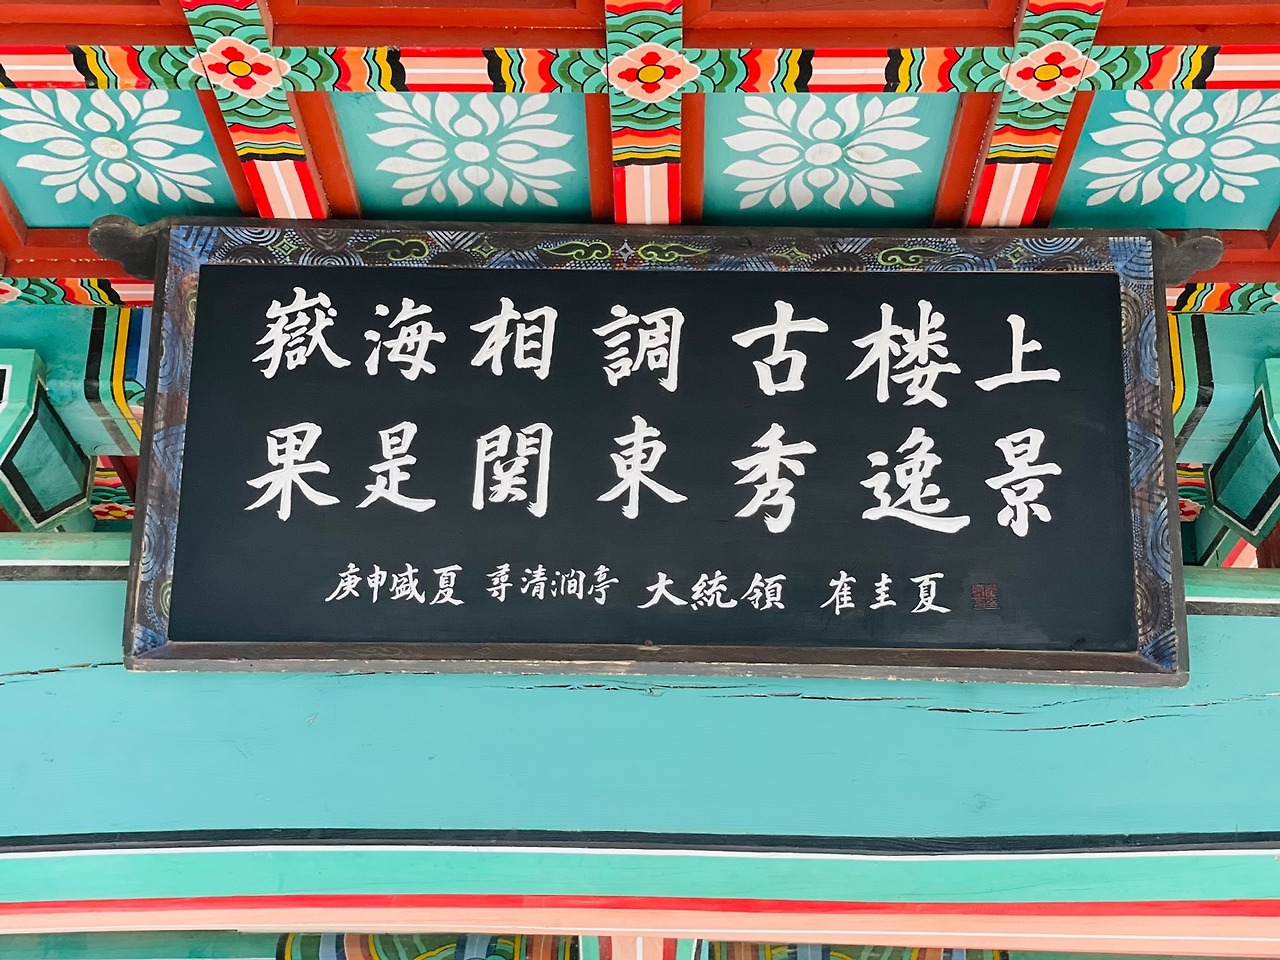 嶽海相調古楼上
果是関東秀逸景
庚申盛夏 尋清澗亭 大統領 崔圭夏